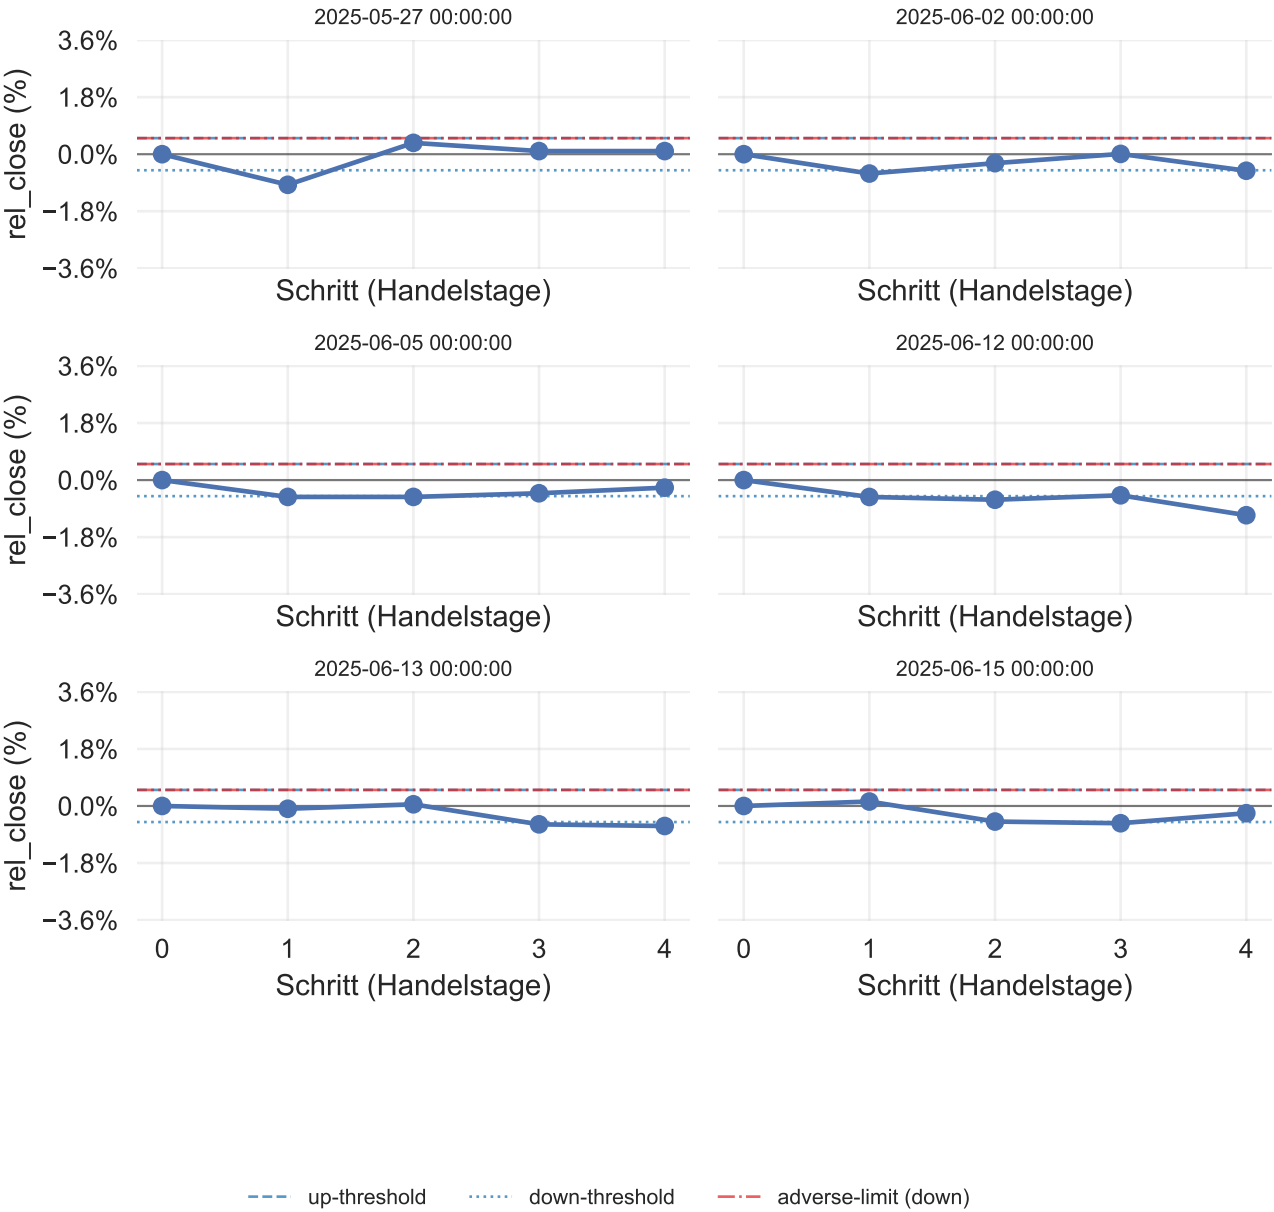 2025-05-27 00:00:00
2025-06-02 00:00:00
3.6%
1.8%
0.0%
−1.8%
−3.6%
rel_close (%)
Schritt (Handelstage)
Schritt (Handelstage)
2025-06-05 00:00:00
2025-06-12 00:00:00
3.6%
1.8%
0.0%
−1.8%
−3.6%
rel_close (%)
Schritt (Handelstage)
Schritt (Handelstage)
2025-06-13 00:00:00
2025-06-15 00:00:00
3.6%
1.8%
0.0%
−1.8%
−3.6%
rel_close (%)
0 1 2 3 4
0 1 2 3 4
Schritt (Handelstage)
Schritt (Handelstage)
up-threshold
down-threshold
adverse-limit (down)